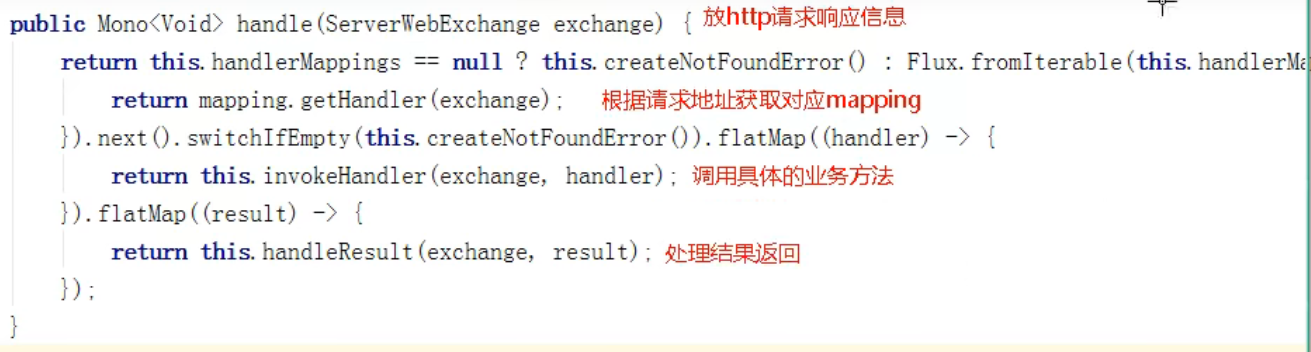 public Mono<Void> handle(ServerWebExchange exchange) { 放http请求响应信息
return this.handlerMappings == null ? this.createNotFoundError() : Flux.fromIterable(this.handlerMa
return mapping.getHandler(exchange); 根据请求地址获取对应mapping
}).next().switchIfEmpty(this.createNotFoundError()).flatMap((handler) -> {
return this.invokeHandler(exchange, handler); 调用具体的业务方法
}).flatMap((result) -> {
return this.handleResult(exchange, result); 处理结果返回
});
}